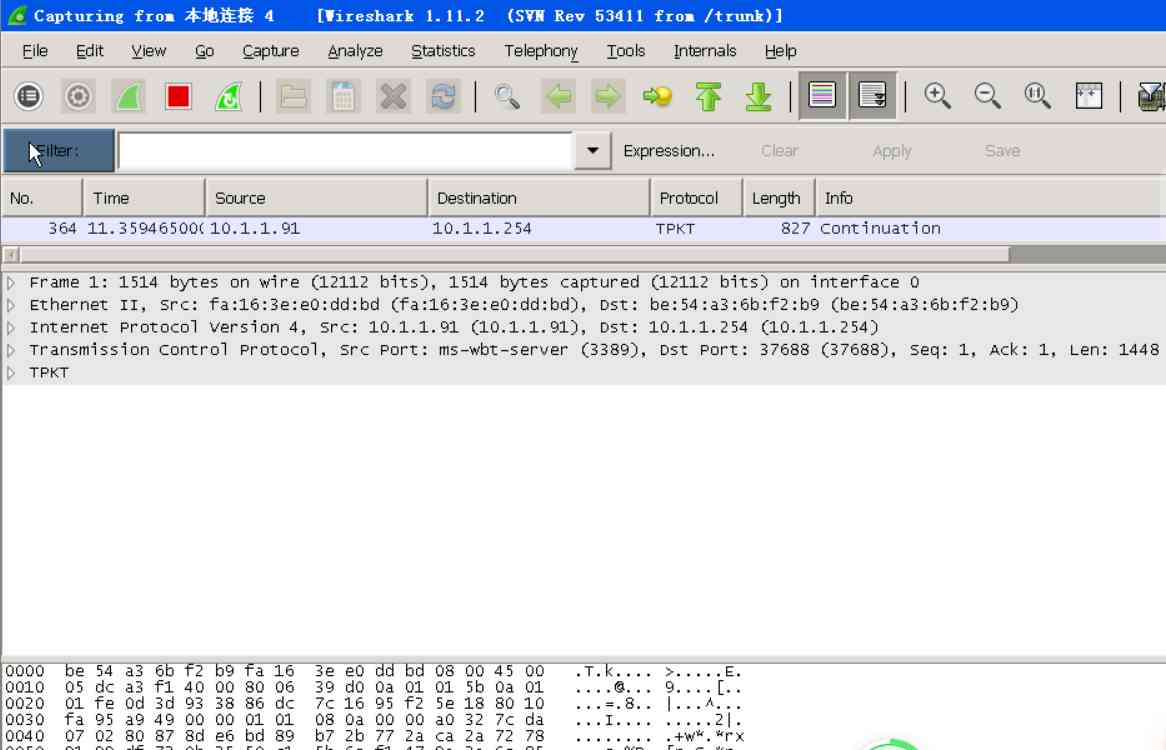 Capturing from 本地连接 4 [Wireshark 1.11.2 (SVN Rev 53411 from /trunk)]
File Edit View Go Capture Analyze Statistics Telephony Tools Internals Help
Filter: Expression... Clear Apply Save
No. Time Source Destination Protocol Length Info
364 11.359465000 10.1.1.91 10.1.1.254 TPKT 827 Continuation
Frame 1: 1514 bytes on wire (12112 bits), 1514 bytes captured (12112 bits) on interface 0
Ethernet II, Src: fa:16:3e:e0:dd:bd (fa:16:3e:e0:dd:bd), Dst: be:54:a3:6b:f2:b9 (be:54:a3:6b:f2:b9)
Internet Protocol Version 4, Src: 10.1.1.91 (10.1.1.91), Dst: 10.1.1.254 (10.1.1.254)
Transmission Control Protocol, Src Port: ms-wbt-server (3389), Dst Port: 37688 (37688), Seq: 1, Ack: 1, Len: 1448
TPKT
0000 be 54 a3 6b f2 b9 fa 16 3e e0 dd bd 08 00 45 00 .T.k.... >.....E.
0010 05 dc a3 f1 40 00 80 06 39 d0 0a 01 01 5b 0a 01 ....@... 9....[..
0020 01 fe 0d 3d 93 38 86 dc 7c 16 95 f2 5e 18 80 10 ...=.8.. |...^...
0030 fa 95 a9 49 00 00 01 01 08 0a 00 00 a0 32 7c da ...I.... .....2|.
0040 07 02 80 87 8d e6 bd 89 b7 2b 77 2a ca 2a 72 78 ........ .+w*.*rx